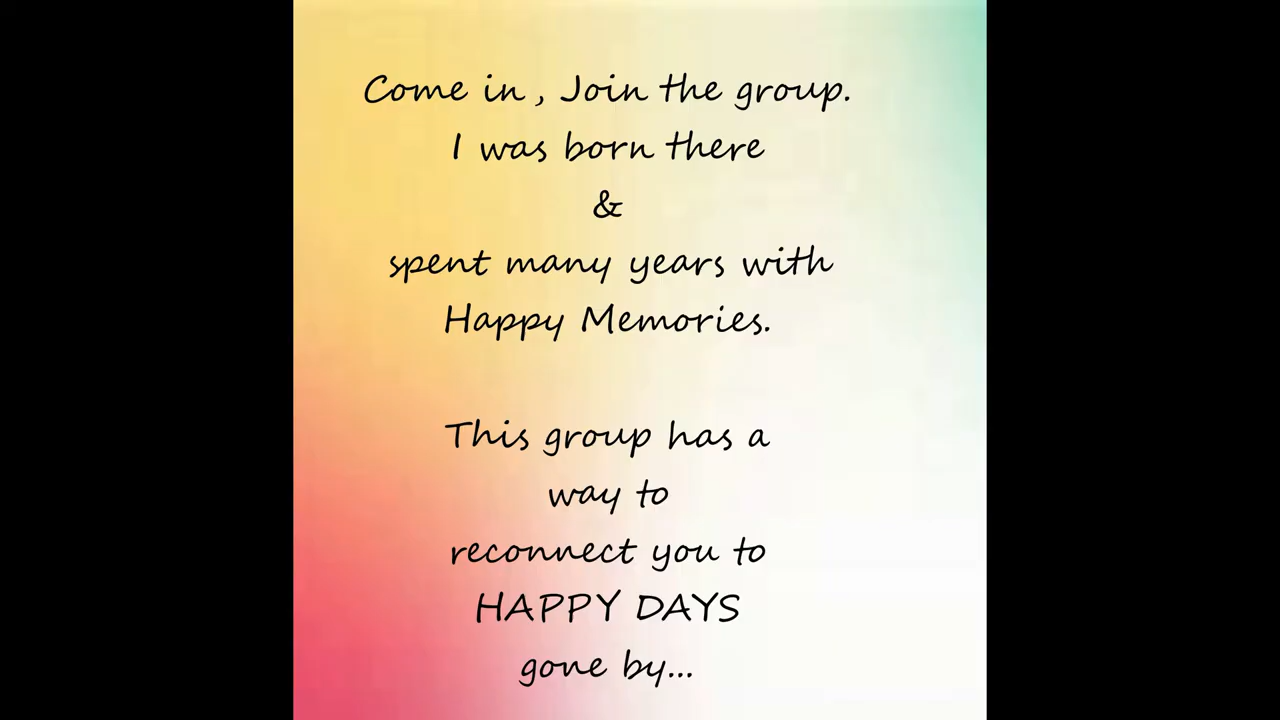 Come in , Join the group.
I was born there
&
spent many years with
Happy Memories.
This group has a
way to
reconnect you to
HAPPY DAYS
gone by...